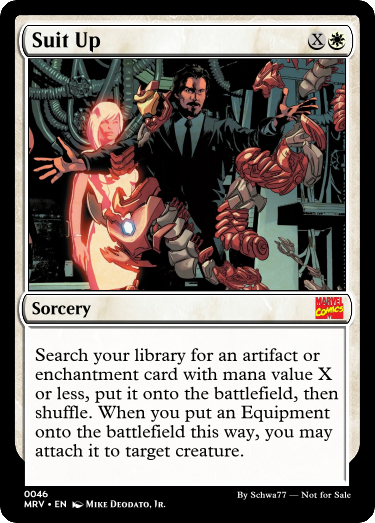 Suit Up X
Sorcery
MARVEL
COMICS
Search your library for an artifact or
enchantment card with mana value X
or less, put it onto the battlefield, then
shuffle. When you put an Equipment
onto the battlefield this way, you may
attach it to target creature.
0046
MRV • EN Mike Deodato, Jr.
By Schwa77 — Not for Sale